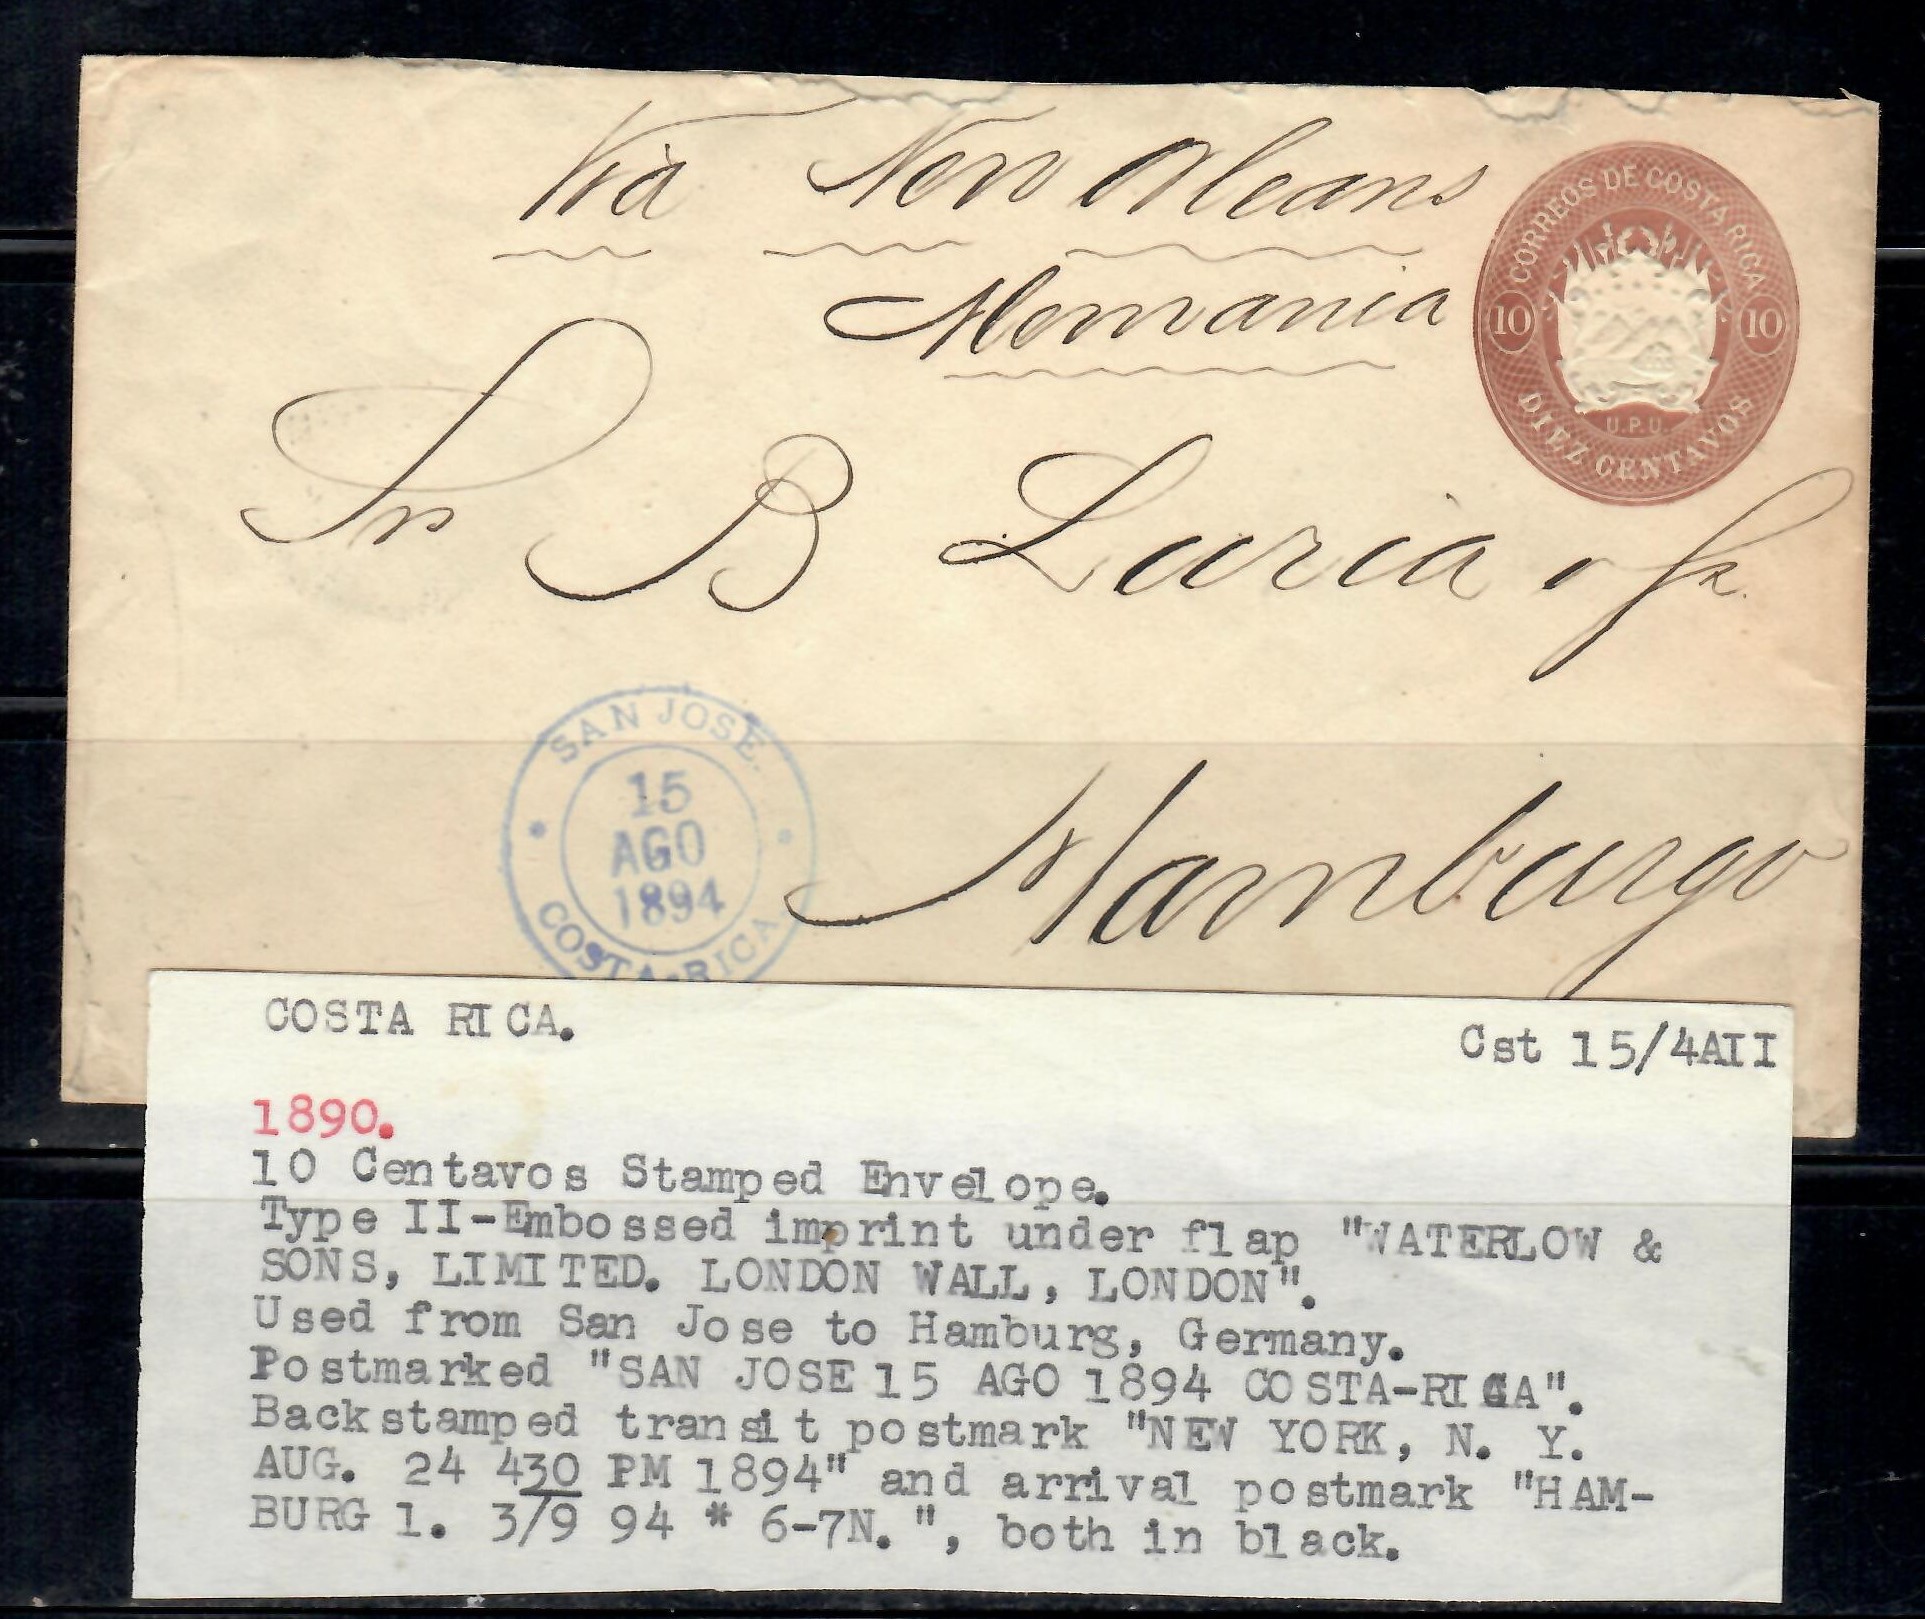 Via New Orleans
Alemania
CORREOS DE COSTA RICA
10 10
U.P.U.
DIEZ CENTAVOS
Sr B Luria
Hamburgo
SAN JOSE.
15
AGO
1894
COSTA-RICA.
COSTA RICA.
Cst 15/4AII
1890.
10 Centavos Stamped Envelope.
Type II-Embossed imprint under flap "WATERLOW &
SONS, LIMITED. LONDON WALL, LONDON".
Used from San Jose to Hamburg, Germany.
Postmarked "SAN JOSE 15 AGO 1894 COSTA-RICA".
Backstamped transit postmark "NEW YORK, N. Y.
AUG. 24 430 PM 1894" and arrival postmark "HAM-
BURG 1. 3/9 94 * 6-7N.", both in black.